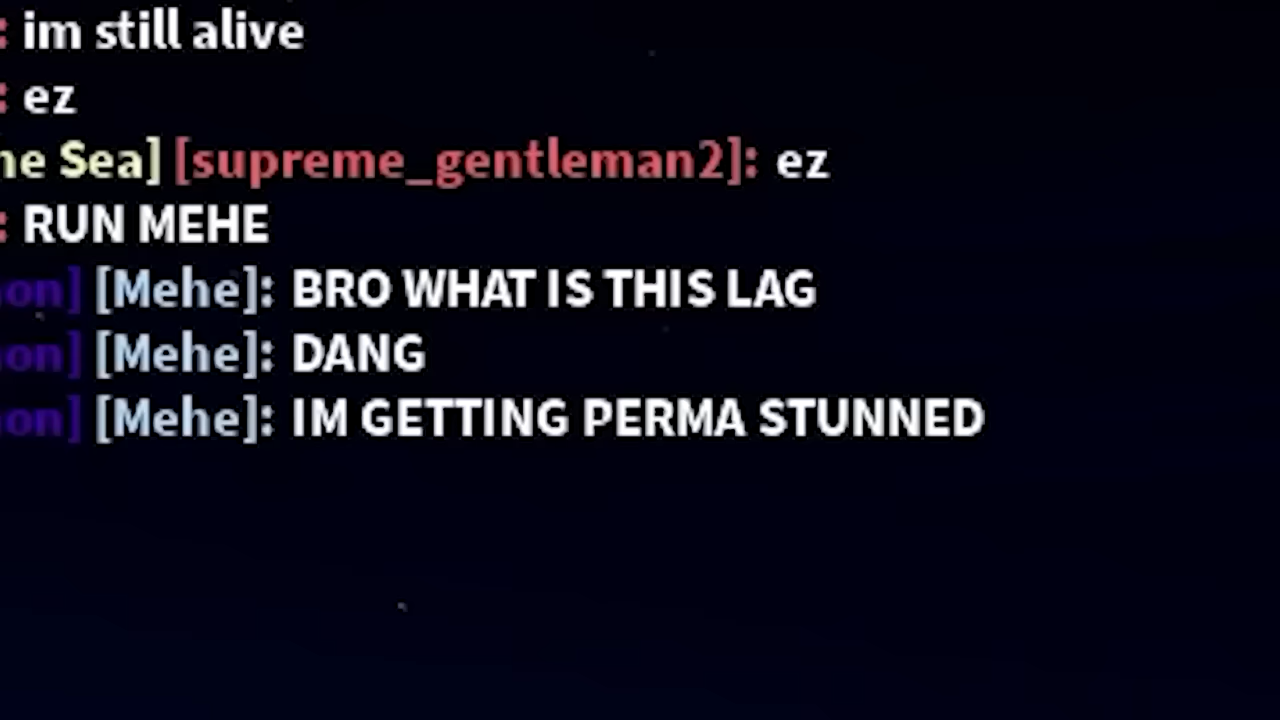 : im still alive
: ez
he Sea] [supreme_gentleman2]: ez
: RUN MEHE
on] [Mehe]: BRO WHAT IS THIS LAG
on] [Mehe]: DANG
on] [Mehe]: IM GETTING PERMA STUNNED